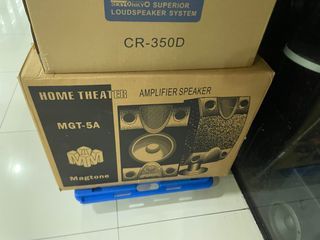 SUPERIOR
LOUDSPEAKER SYSTEM
CR-350D
HOME THEATER AMPLIFIER SPEAKER
MGT-5A
Magtone